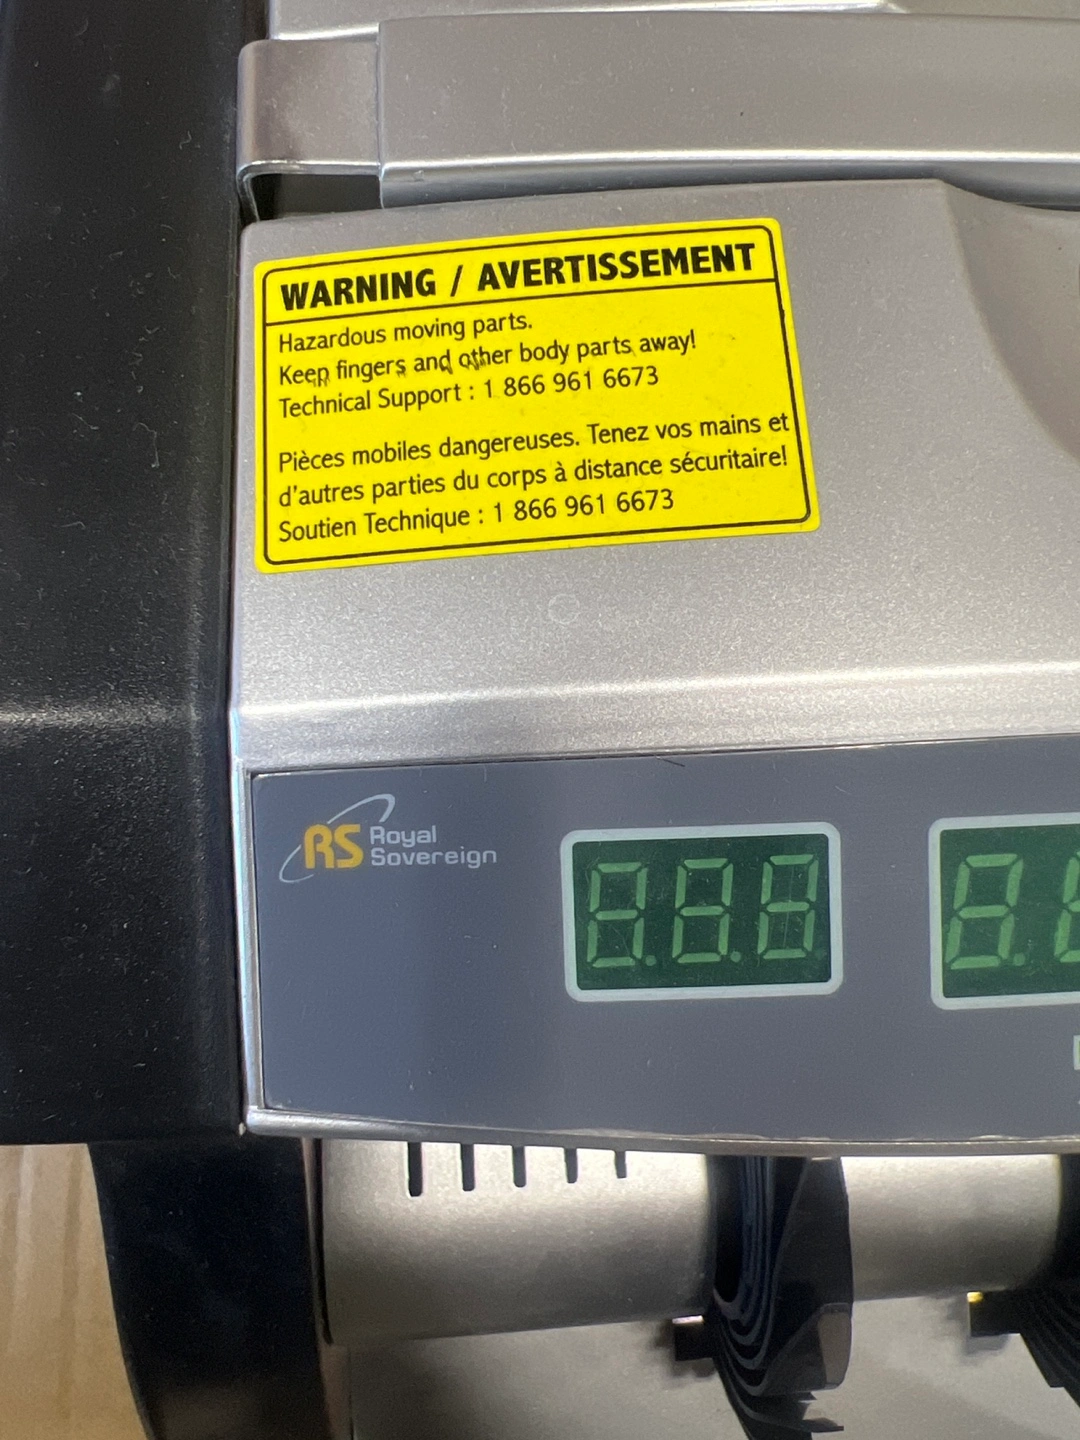 WARNING / AVERTISSEMENT
Hazardous moving parts.
Keep fingers and other body parts away!
Technical Support : 1 866 961 6673
Pièces mobiles dangereuses. Tenez vos mains et
d'autres parties du corps à distance sécuritaire!
Soutien Technique : 1 866 961 6673
RS Royal
Sovereign